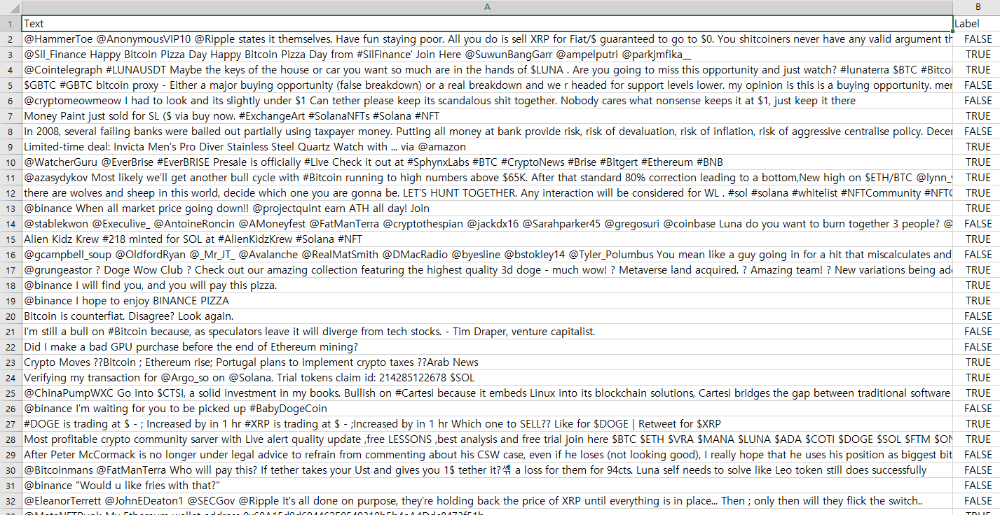 A B
1 Text Label
2 @HammerToe @AnonymousVIP10 @Ripple states it themselves. Have fun staying poor. All you do is sell XRP for Fiat/$ guaranteed to go to $0. You shitcoiners never have any valid argument th FALSE
3 @Sil_Finance Happy Bitcoin Pizza Day Happy Bitcoin Pizza Day from #SilFinance' Join Here @SuwunBangGarr @ampelputri @parkjmfika__ TRUE
4 @Cointelegraph #LUNAUSDT Maybe the keys of the house or car you want so much are in the hands of $LUNA . Are you going to miss this opportunity and just watch? #lunaterra $BTC #Bitcoi TRUE
5 $GBTC #GBTC bitcoin proxy - Either a major buying opportunity (false breakdown) or a real breakdown and we r headed for support levels lower. my opinion is this is a buying opportunity. mer FALSE
6 @cryptomeowmeow I had to look and its slightly under $1 Can tether please keep its scandalous shit together. Nobody cares what nonsense keeps it at $1, just keep it there FALSE
7 Money Paint just sold for SL ($ via buy now. #ExchangeArt #SolanaNFTs #Solana #NFT TRUE
8 In 2008, several failing banks were bailed out partially using taxpayer money. Putting all money at bank provide risk, risk of devaluation, risk of inflation, risk of aggressive centralise policy. Decer FALSE
9 Limited-time deal: Invicta Men's Pro Diver Stainless Steel Quartz Watch with ... via @amazon TRUE
10 @WatcherGuru @EverBrise #EverBRISE Presale is officially #Live Check it out at #SphynxLabs #BTC #CryptoNews #Brise #Bitgert #Ethereum #BNB TRUE
11 @azasydykov Most likely we'll get another bull cycle with #Bitcoin running to high numbers above $65K. After that standard 80% correction leading to a bottom,New high on $ETH/BTC @lynn_ TRUE
12 there are wolves and sheep in this world, decide which one you are gonna be. LET'S HUNT TOGETHER. Any interaction will be considered for WL . #sol #solana #whitelist #NFTCommunity #NFTC TRUE
13 @binance When all market price going down!! @projectquint earn ATH all day! Join TRUE
14 @stablekwon @Execulive_ @AntoineRoncin @AMoneyfest @FatManTerra @cryptothespian @jackdx16 @Sarahparker45 @gregosuri @coinbase Luna do you want to burn together 3 people? @ FALSE
15 Alien Kidz Krew #218 minted for SOL at #AlienKidzKrew #Solana #NFT TRUE
16 @gcampbell_soup @OldfordRyan @_Mr_JT_ @Avalanche @RealMatSmith @DMacRadio @byesline @bstokley14 @Tyler_Polumbus You mean like a guy going in for a hit that miscalculates and FALSE
17 @grungeastor ? Doge Wow Club ? Check out our amazing collection featuring the highest quality 3d doge - much wow! ? Metaverse land acquired. ? Amazing team! ? New variations being add TRUE
18 @binance I will find you, and you will pay this pizza. TRUE
19 @binance I hope to enjoy BINANCE PIZZA TRUE
20 Bitcoin is counterfiat. Disagree? Look again. FALSE
21 I'm still a bull on #Bitcoin because, as speculators leave it will diverge from tech stocks. - Tim Draper, venture capitalist. FALSE
22 Did I make a bad GPU purchase before the end of Ethereum mining? FALSE
23 Crypto Moves ??Bitcoin ; Ethereum rise; Portugal plans to implement crypto taxes ??Arab News TRUE
24 Verifying my transaction for @Argo_so on @Solana. Trial tokens claim id: 214285122678 $SOL TRUE
25 @ChinaPumpWXC Go into $CTSI, a solid investment in my books. Bullish on #Cartesi because it embeds Linux into its blockchain solutions, Cartesi bridges the gap between traditional software TRUE
26 @binance I'm waiting for you to be picked up #BabyDogeCoin FALSE
27 #DOGE is trading at $ - ; Increased by in 1 hr #XRP is trading at $ - ;Increased by in 1 hr Which one to SELL?? Like for $DOGE | Retweet for $XRP TRUE
28 Most profitable crypto community sarver with Live alert quality update ,free LESSONS ,best analysis and free trial join here $BTC $ETH $VRA $MANA $LUNA $ADA $COTI $DOGE $SOL $FTM $ON TRUE
29 After Peter McCormack is no longer under legal advice to refrain from commenting about his CSW case, even if he loses (not looking good), I really hope that he uses his position as biggest bit FALSE
30 @Bitcoinmans @FatManTerra Who will pay this? If tether takes your Ust and gives you 1$ tether it? a loss for them for 94cts. Luna self needs to solve like Leo token still does successfully FALSE
31 @binance "Would u like fries with that?" FALSE
32 @EleanorTerrett @JohnEDeaton1 @SECGov @Ripple It's all done on purpose, they're holding back the price of XRP until everything is in place... Then ; only then will they flick the switch.. FALSE